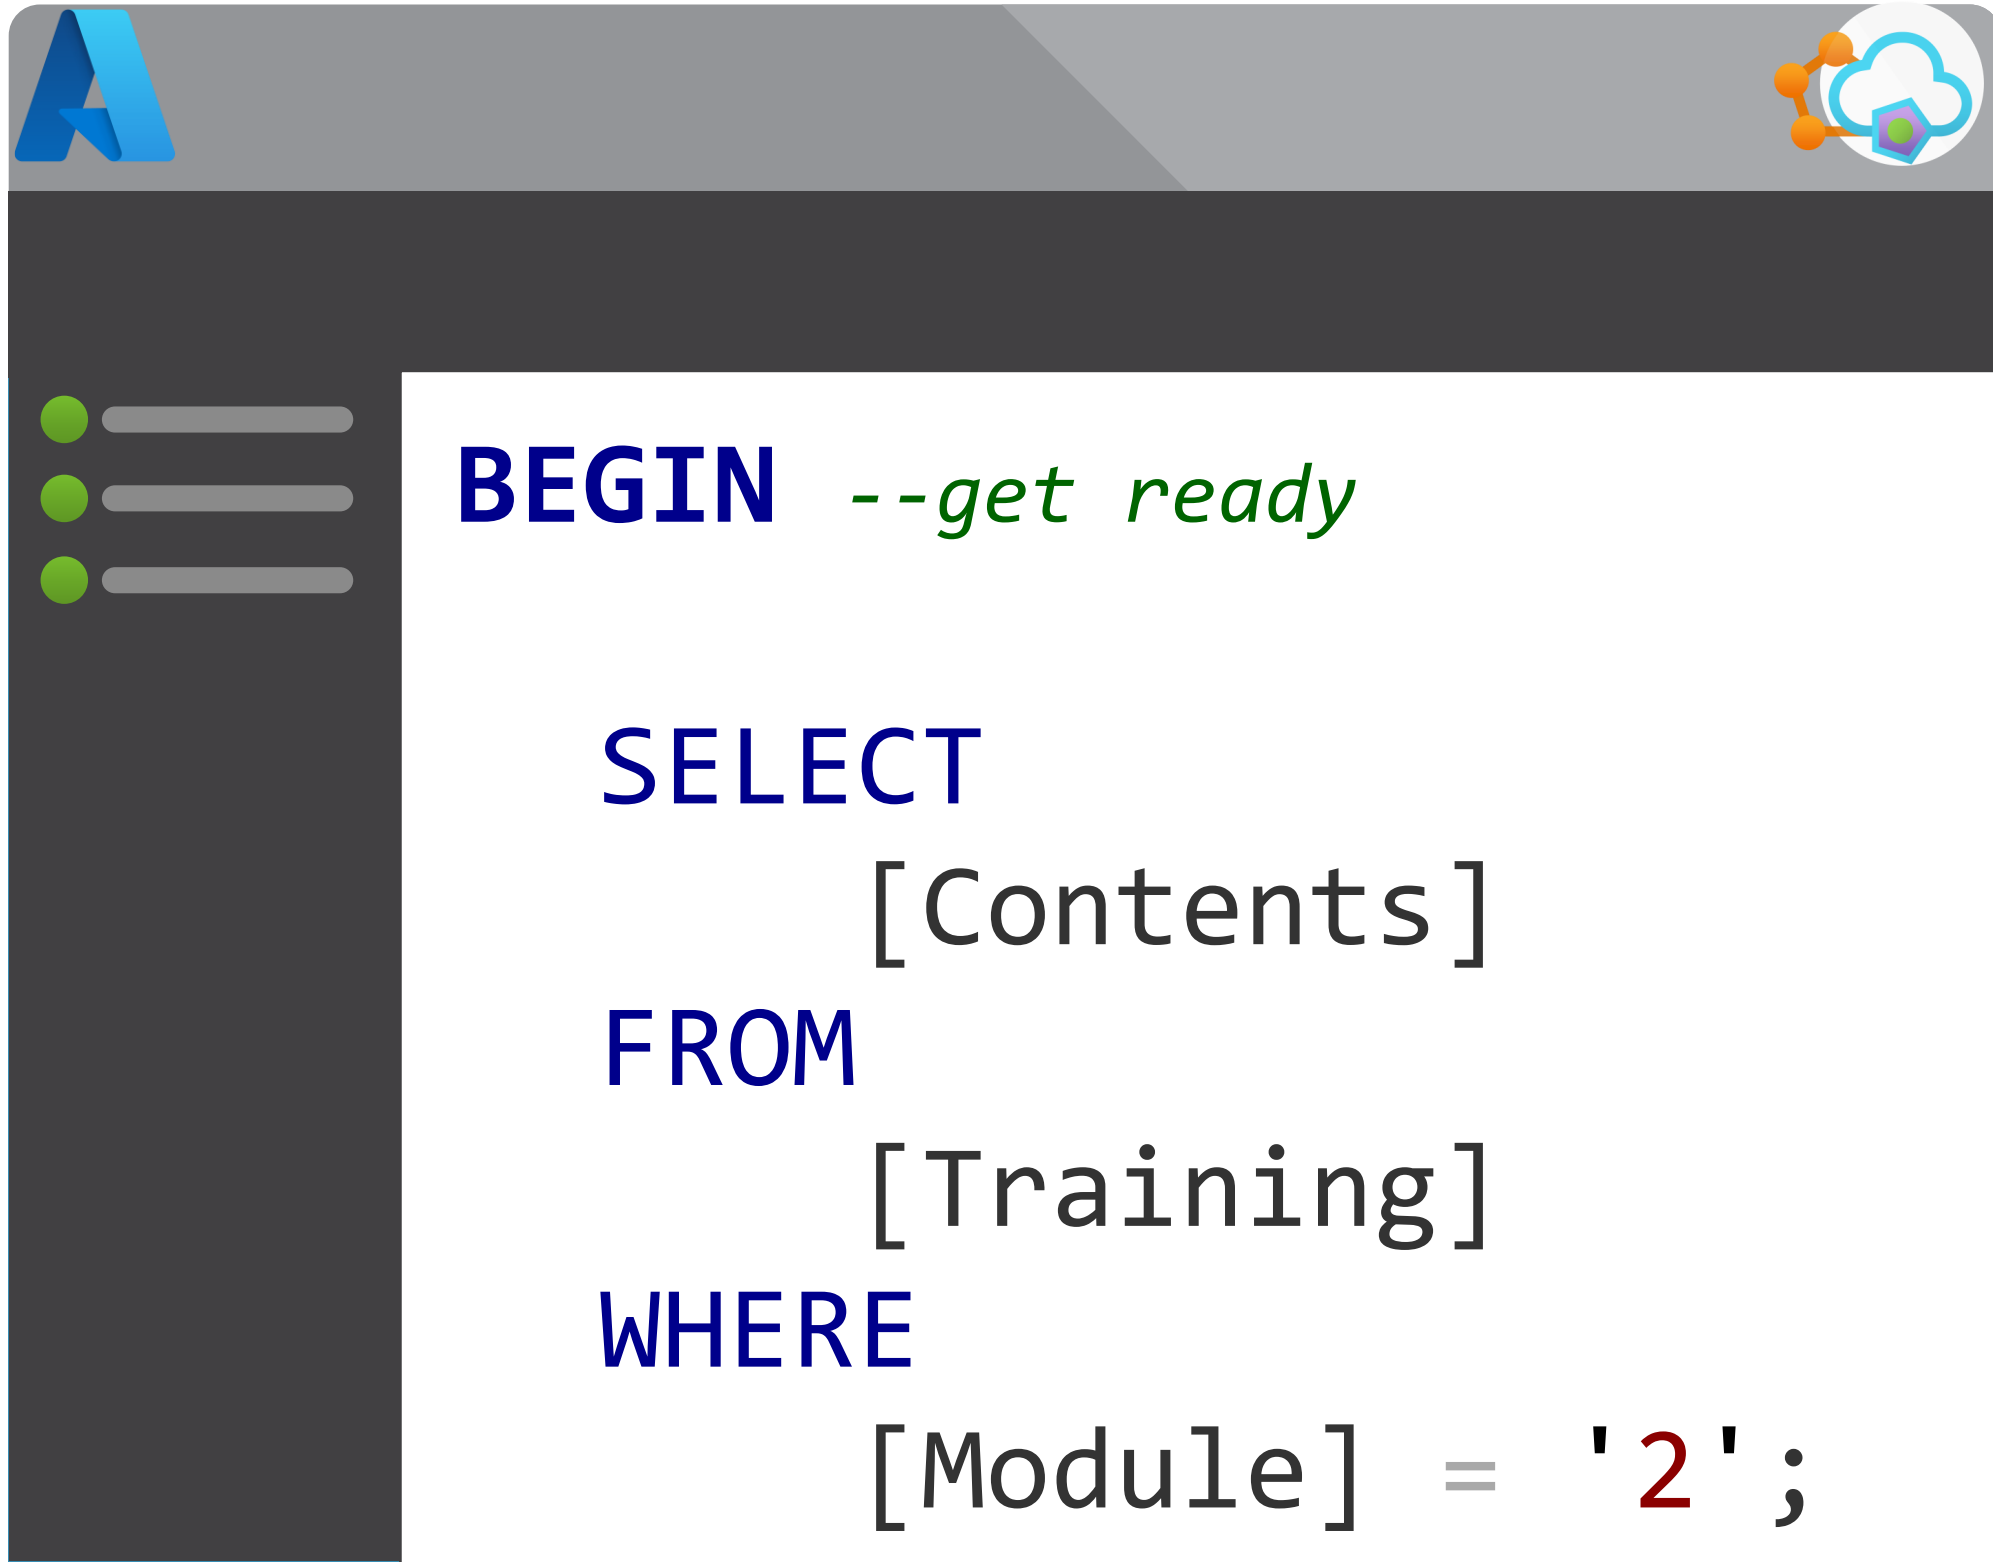 BEGIN --get ready
SELECT
[Contents]
FROM
[Training]
WHERE
[Module] = '2';